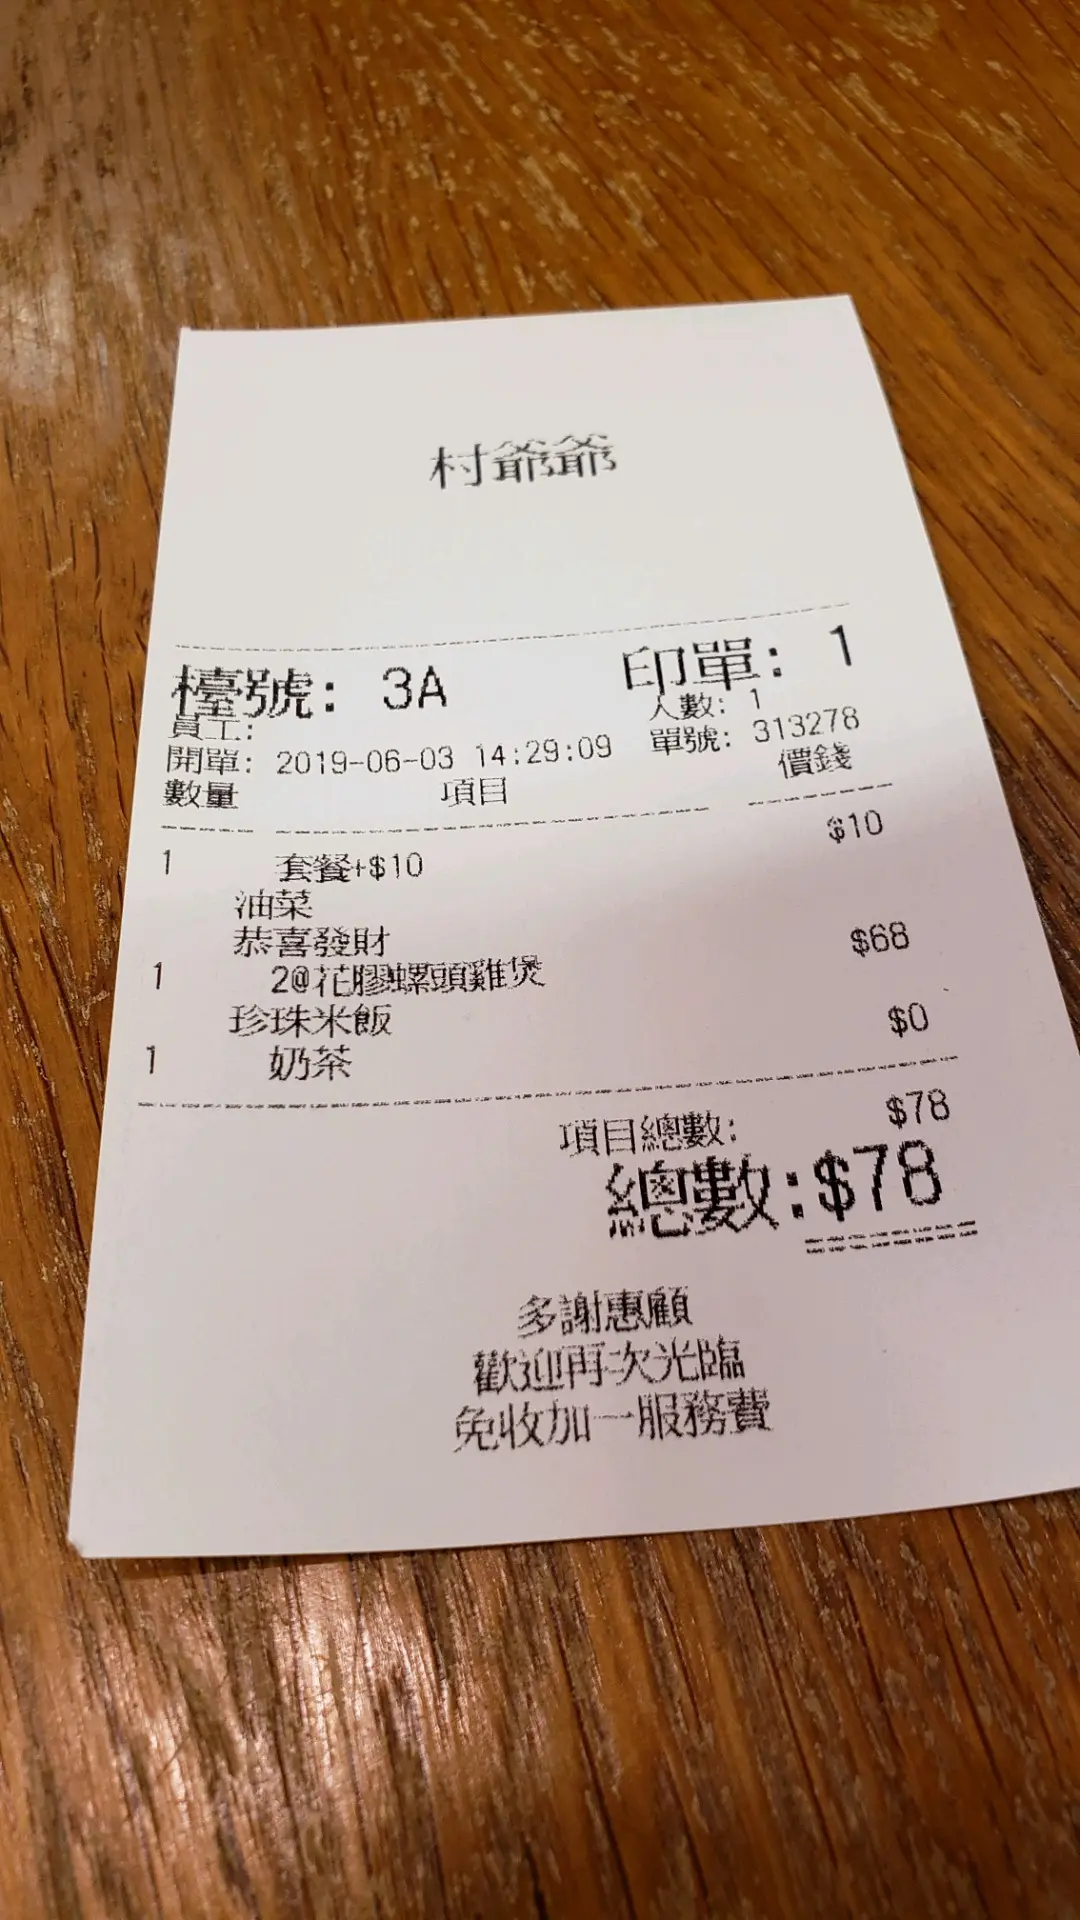 村爺爺
檯號: 3A 印單: 1
員工: 人數: 1
開單: 2019-06-03 14:29:09 單號: 313278
數量 項目 價錢
1 套餐+$10 $10
油菜
恭喜發財
1 2@花膠螺頭雞煲 $68
珍珠米飯
1 奶茶 $0
項目總數: $78
總數:$78
多謝惠顧
歡迎再次光臨
免收加一服務費